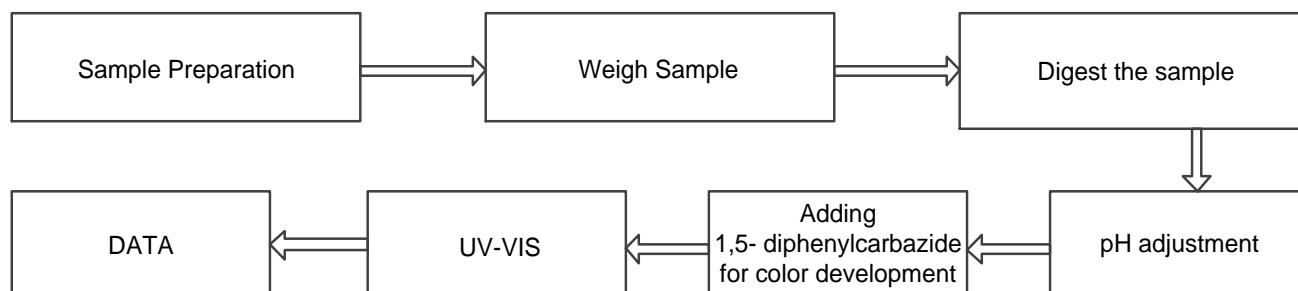 Sample Preparation
Weigh Sample
Digest the sample
pH adjustment
Adding
1,5- diphenylcarbazide
for color development
UV-VIS
DATA